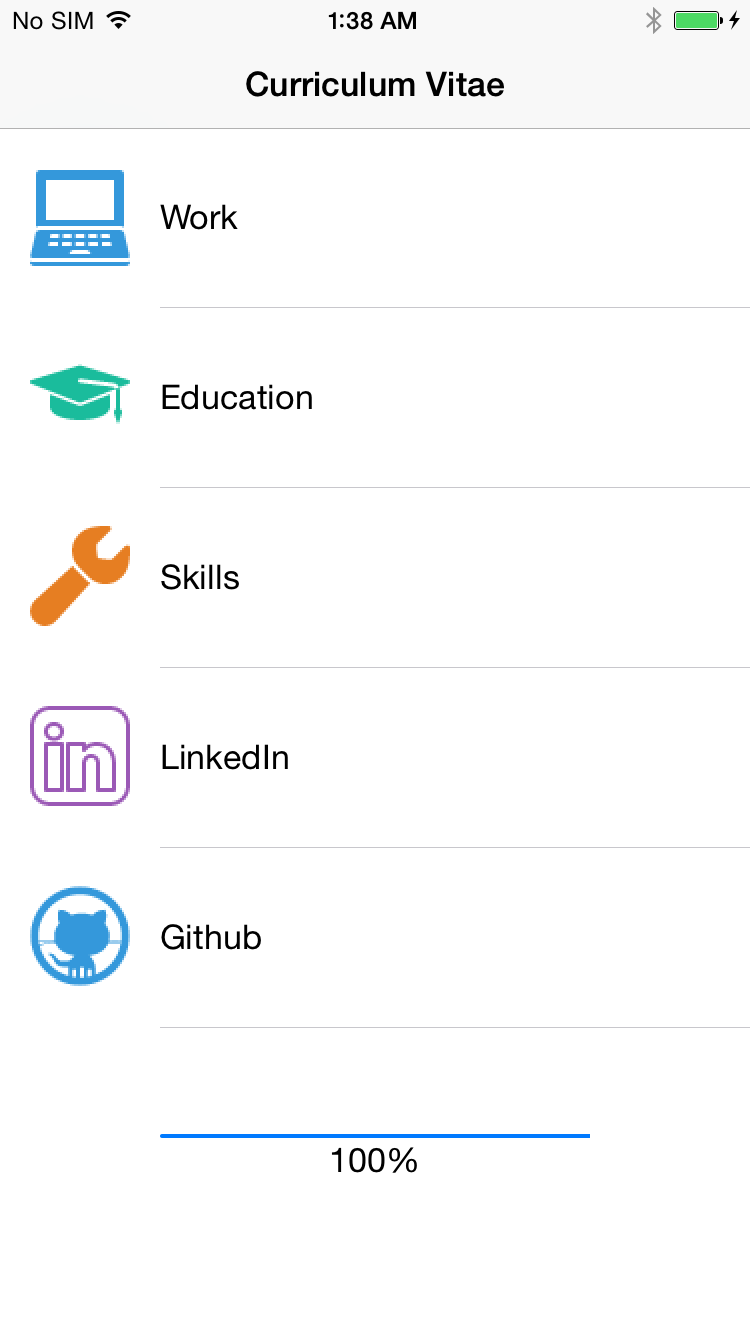 No SIM 1:38 AM
Curriculum Vitae
Work
Education
Skills
in
LinkedIn
Github
100%